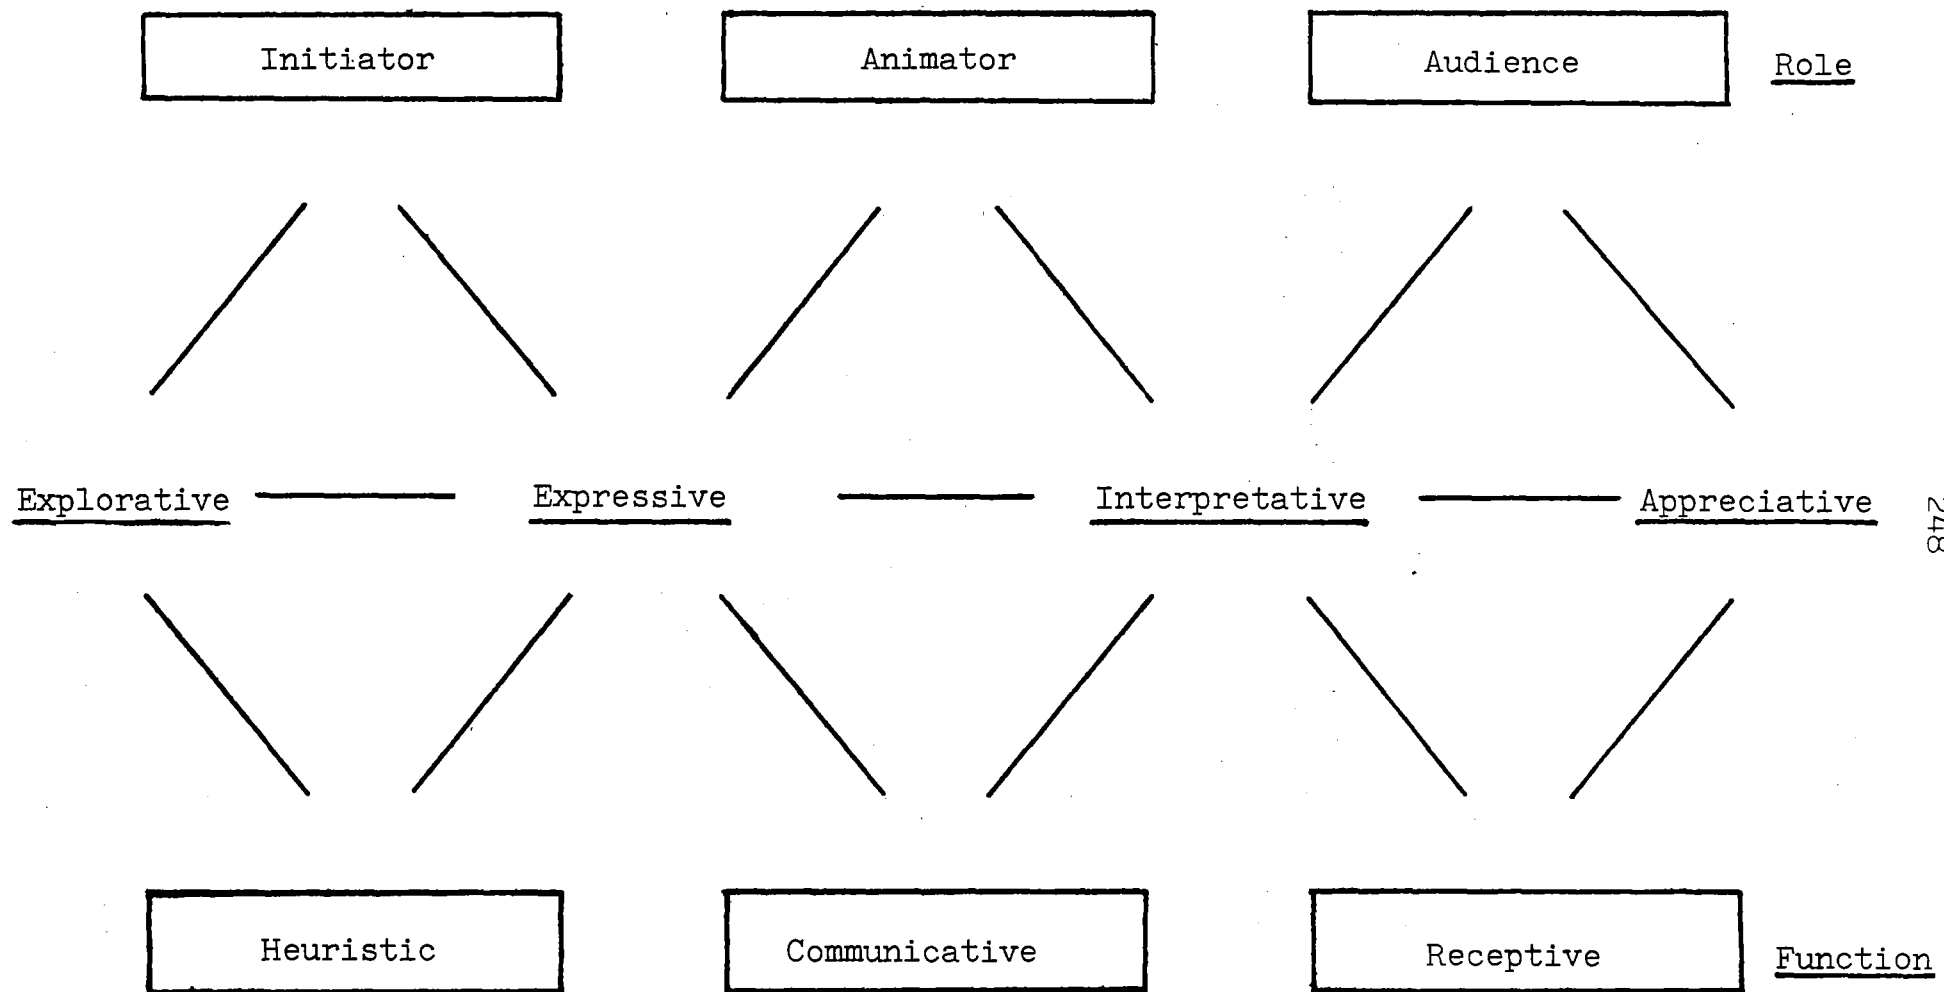 Initiator Animator Audience Role
Explorative Expressive Interpretative Appreciative
248
Heuristic Communicative Receptive Function